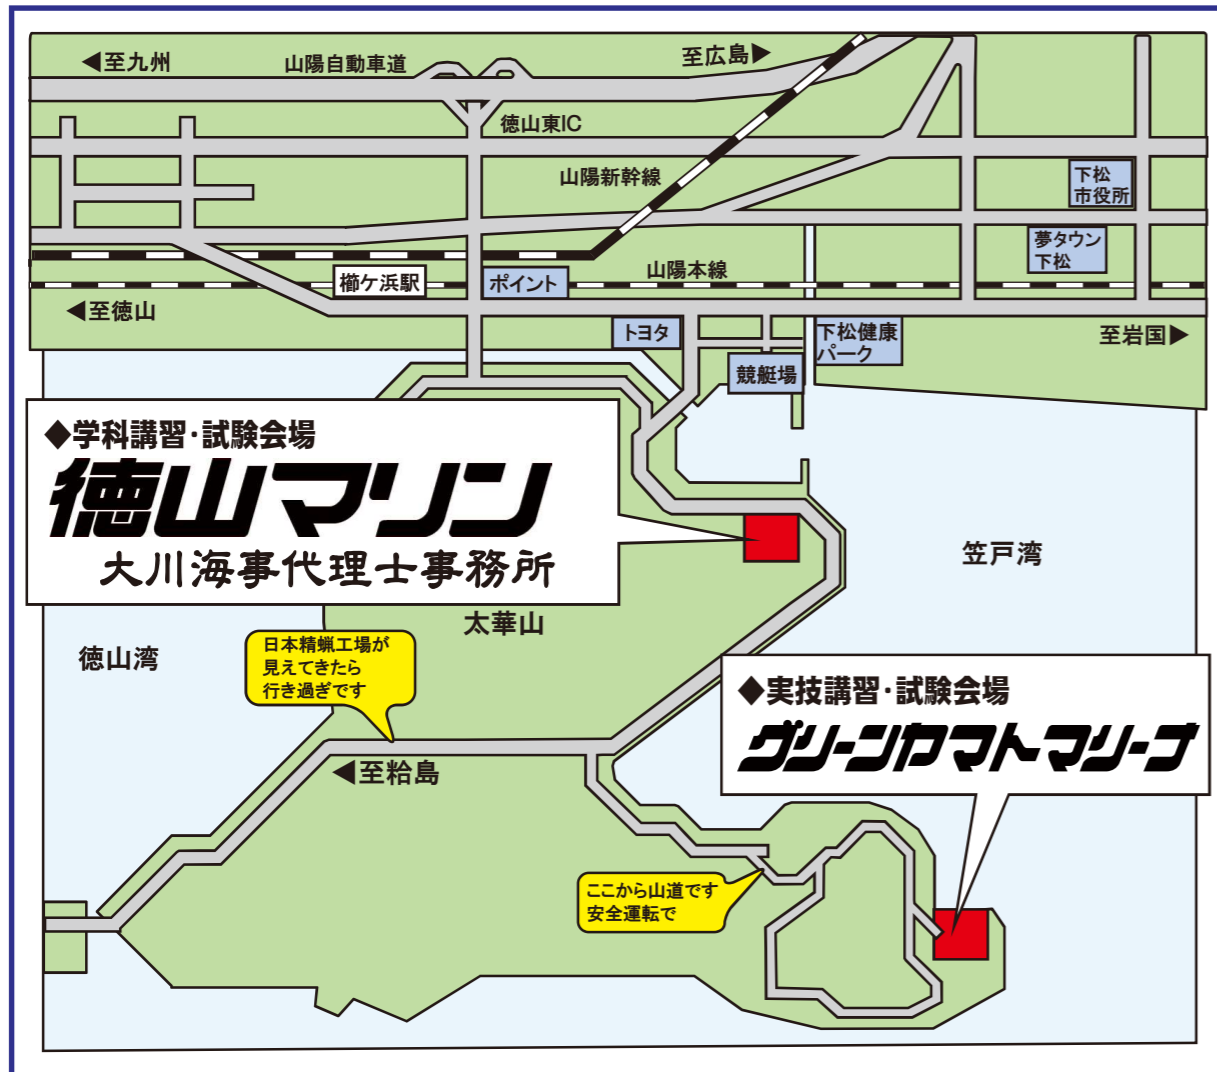 ◀至九州
山陽自動車道
至広島▶
徳山東IC
山陽新幹線
下松
市役所
夢タウン
下松
山陽本線
櫛ケ浜駅
ポイント
◀至徳山
トヨタ
下松健康
パーク
至岩国▶
競艇場
◆学科講習・試験会場
徳山マリン
大川海事代理士事務所
笠戸湾
太華山
徳山湾
日本精蝋工場が
見えてきたら
行き過ぎです
◆実技講習・試験会場
グリーンヤマトマリーナ
◀至粭島
ここから山道です
安全運転で